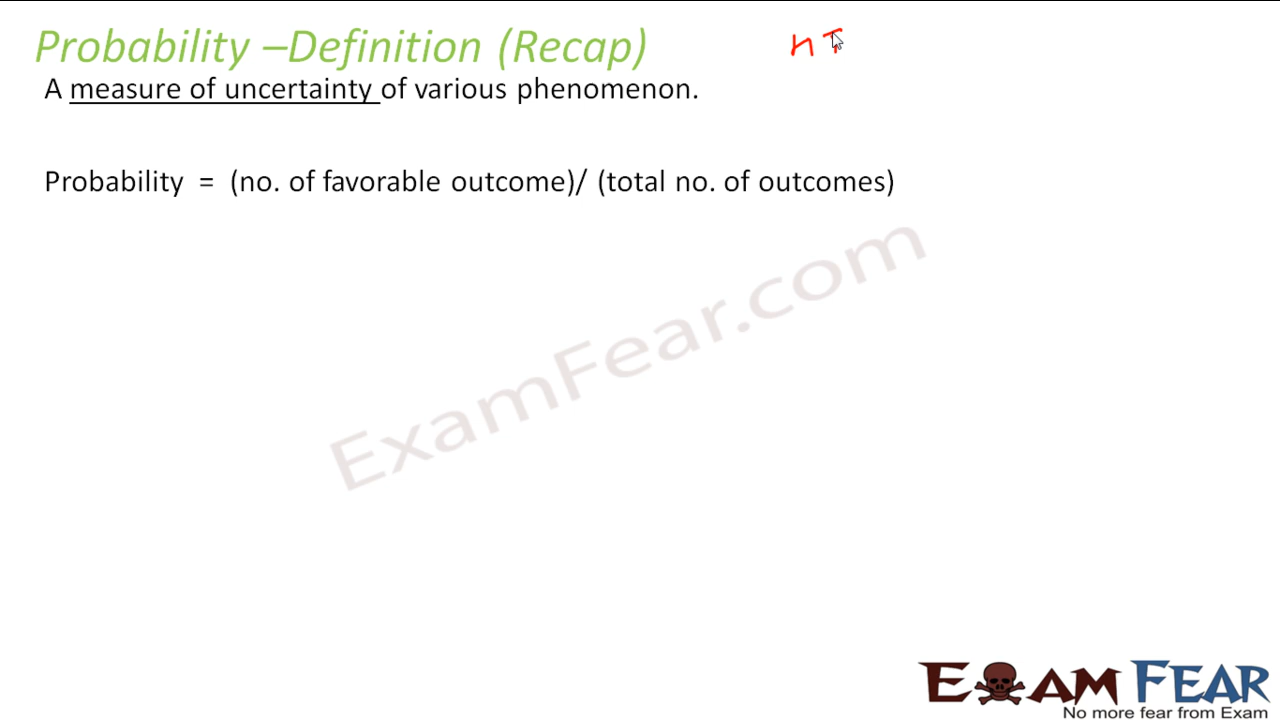 Probability –Definition (Recap)
A measure of uncertainty of various phenomenon.
Probability = (no. of favorable outcome)/ (total no. of outcomes)
ExamFear.com
EXAM FEAR
No more fear from Exam